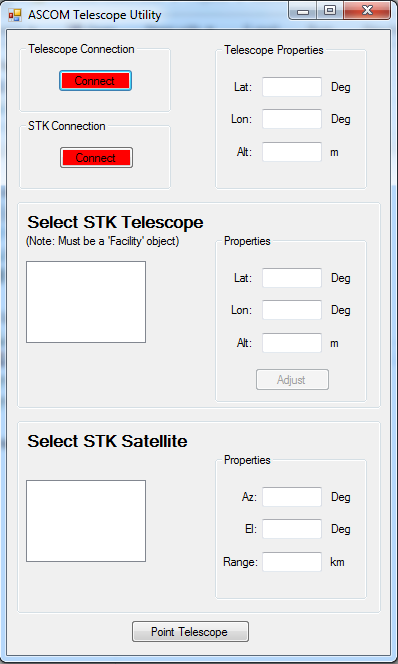 ASCOM Telescope Utility
Telescope Connection
Connect
Telescope Properties
Lat: Deg
Lon: Deg
Alt: m
STK Connection
Connect
Select STK Telescope
(Note: Must be a 'Facility' object)
Properties
Lat: Deg
Lon: Deg
Alt: m
Adjust
Select STK Satellite
Properties
Az: Deg
El: Deg
Range: km
Point Telescope